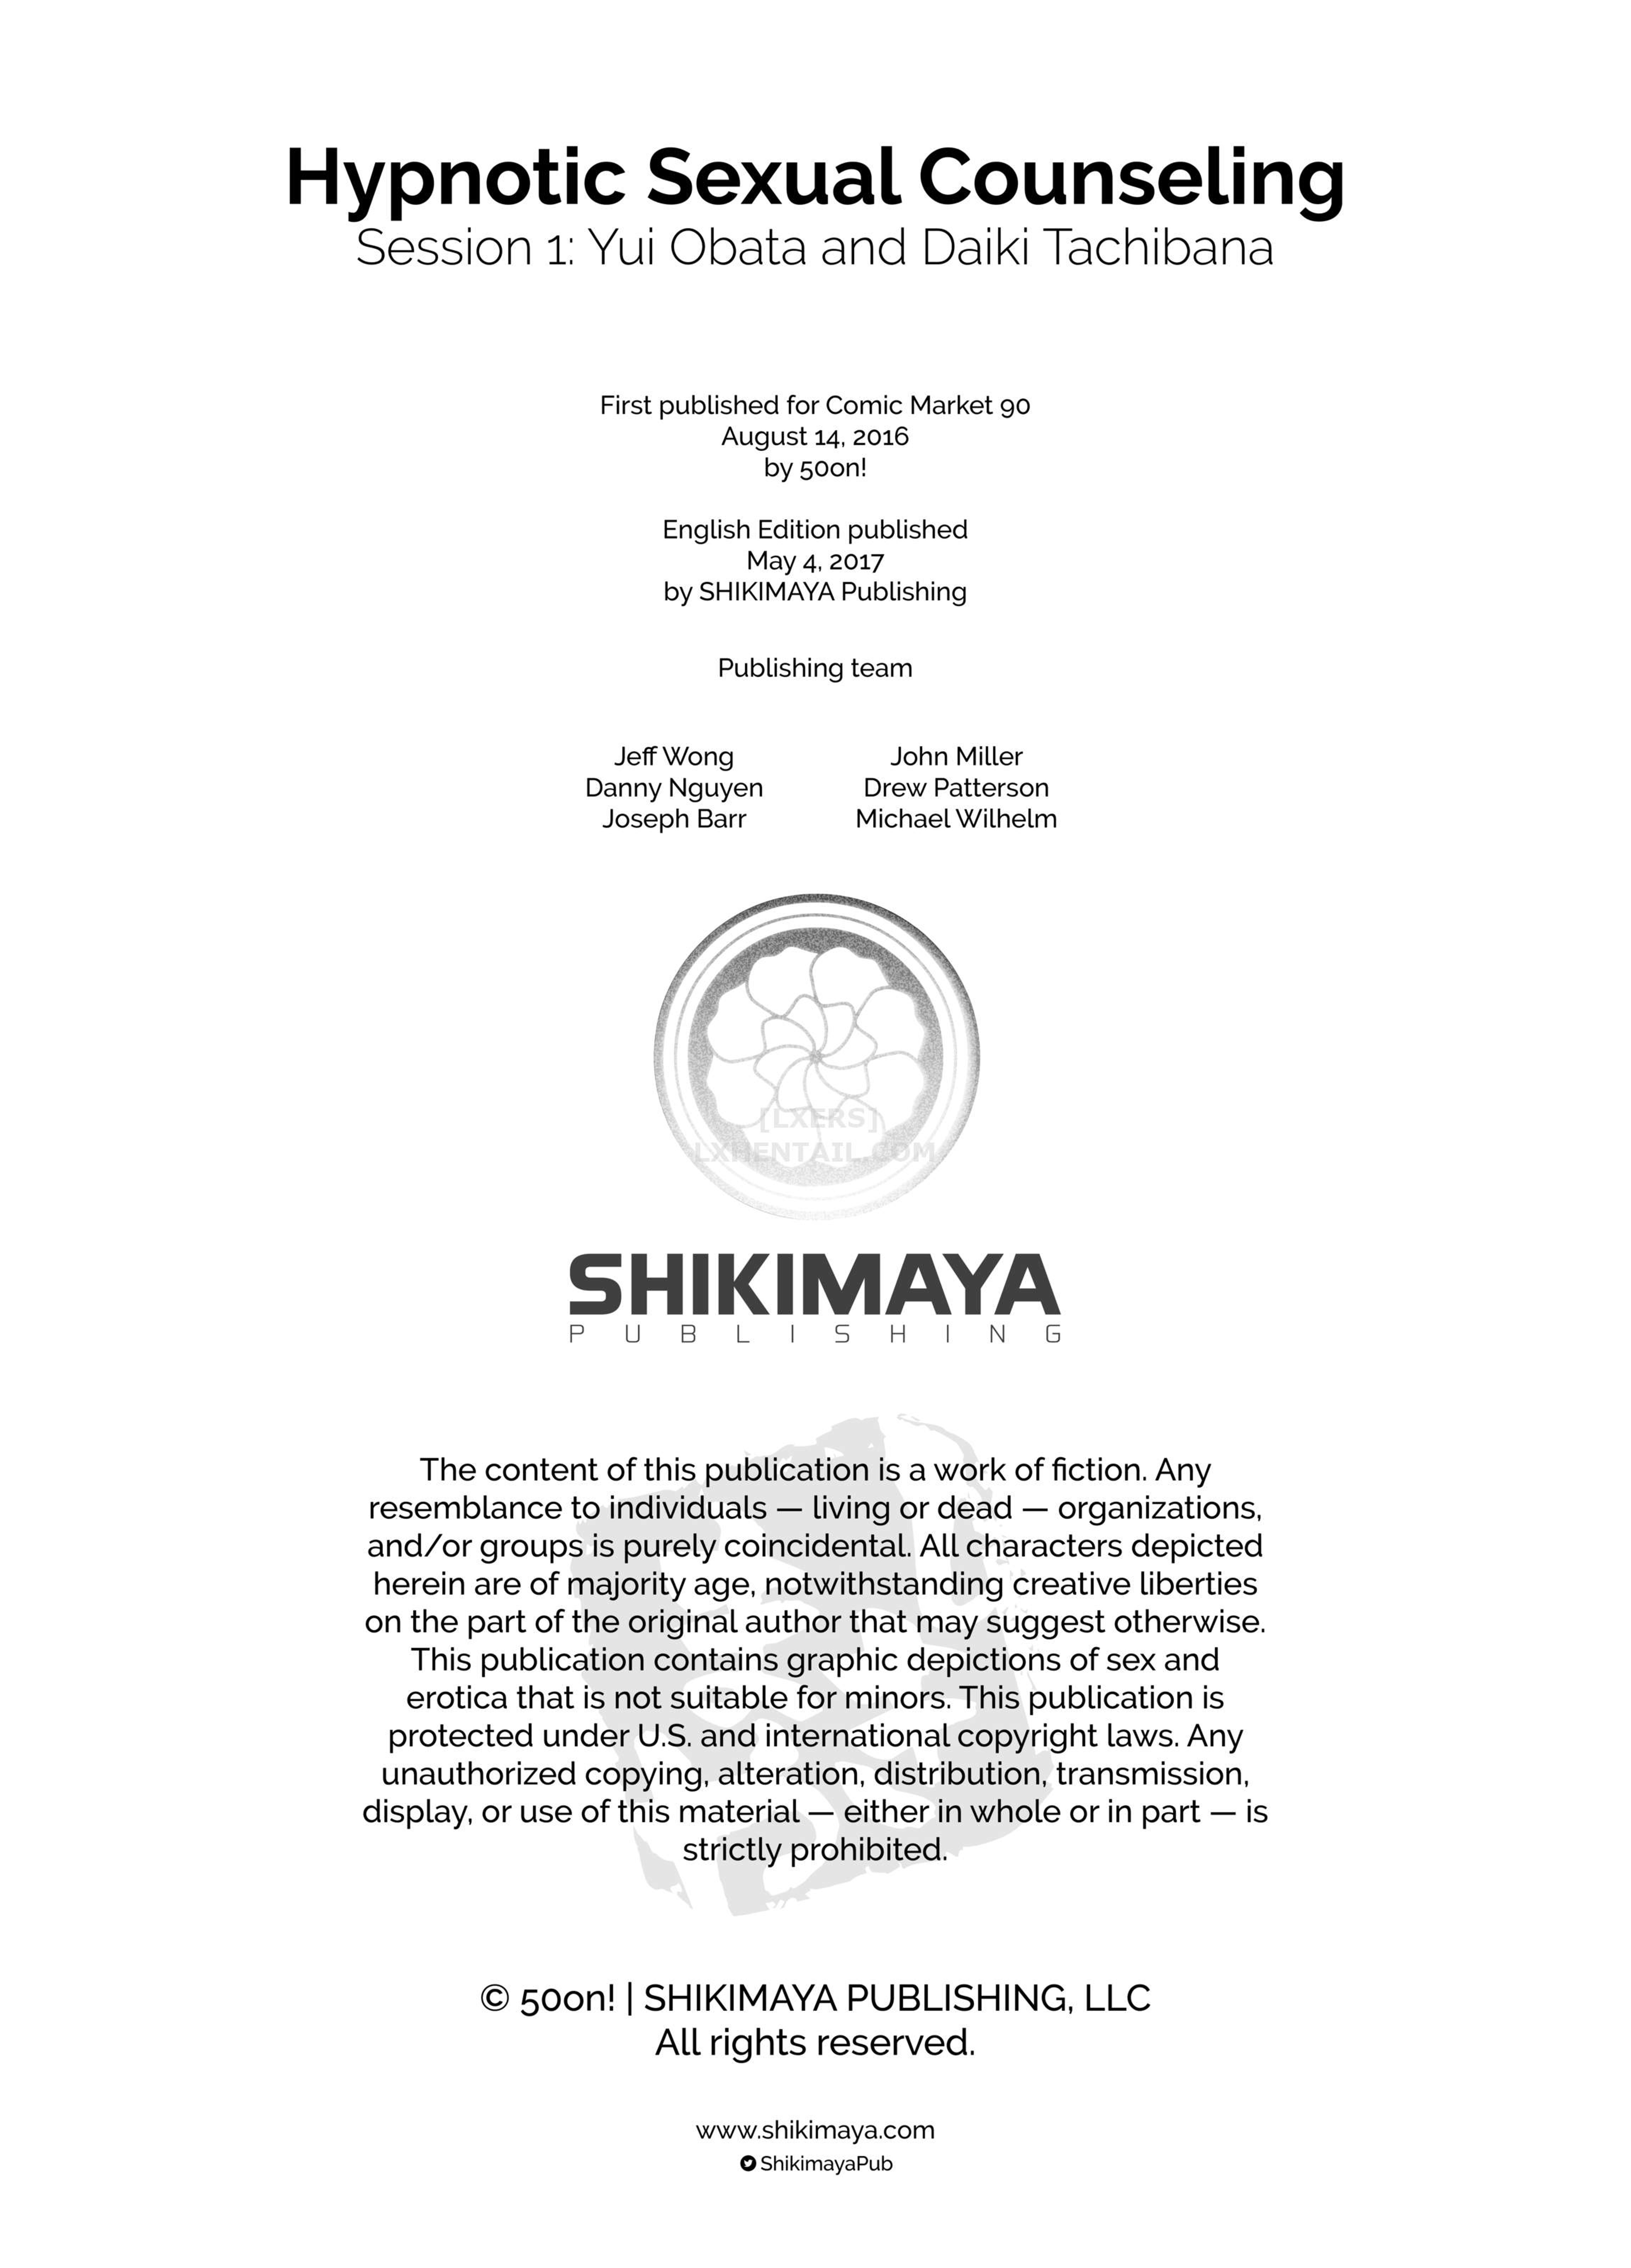 Hypnotic Sexual Counseling
Session 1: Yui Obata and Daiki Tachibana
First published for Comic Market 90
August 14, 2016
by 50on!
English Edition published
May 4, 2017
by SHIKIMAYA Publishing
Publishing team
Jeff Wong
Danny Nguyen
Joseph Barr
John Miller
Drew Patterson
Michael Wilhelm
[LXERS]
LXHENTAIL.COM
SHIKIMAYA
PUBLISHING
The content of this publication is a work of fiction. Any
resemblance to individuals — living or dead — organizations,
and/or groups is purely coincidental. All characters depicted
herein are of majority age, notwithstanding creative liberties
on the part of the original author that may suggest otherwise.
This publication contains graphic depictions of sex and
erotica that is not suitable for minors. This publication is
protected under U.S. and international copyright laws. Any
unauthorized copying, alteration, distribution, transmission,
display, or use of this material — either in whole or in part — is
strictly prohibited.
© 50on! | SHIKIMAYA PUBLISHING, LLC
All rights reserved.
www.shikimaya.com
ShikimayaPub